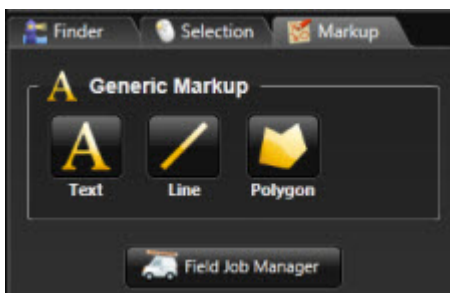 Finder Selection Markup
A Generic Markup
A
Text Line Polygon
Field Job Manager